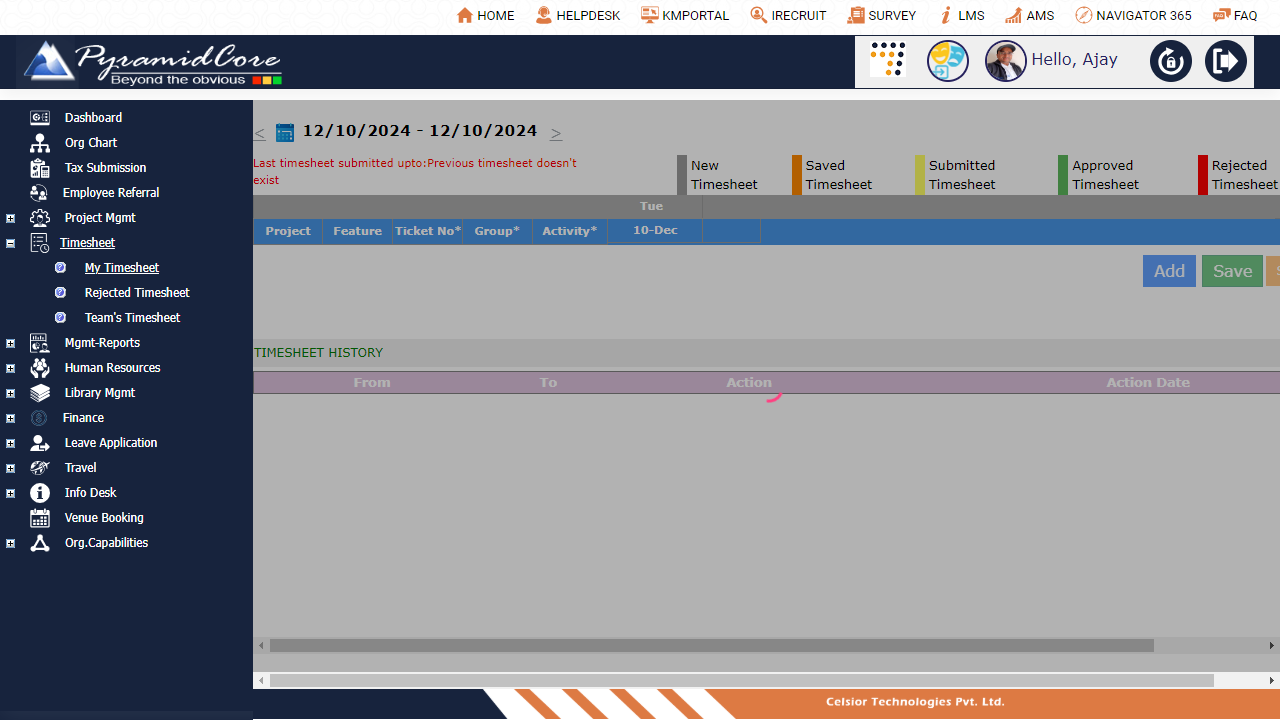 HOME HELPDESK KMPORTAL IRECRUIT SURVEY LMS AMS NAVIGATOR 365 FAQ
PyramidCore
Beyond the obvious
Hello, Ajay
Dashboard
Org Chart
Tax Submission
Employee Referral
Project Mgmt
Timesheet
My Timesheet
Rejected Timesheet
Team's Timesheet
Mgmt-Reports
Human Resources
Library Mgmt
Finance
Leave Application
Travel
Info Desk
Venue Booking
Org.Capabilities
< 12/10/2024 - 12/10/2024 >
Last timesheet submitted upto:Previous timesheet doesn't
exist
New
Timesheet
Saved
Timesheet
Submitted
Timesheet
Approved
Timesheet
Rejected
Timesheet
Tue
Project Feature Ticket No* Group* Activity* 10-Dec
Add Save
TIMESHEET HISTORY
From To Action Action Date
Celsior Technologies Pvt. Ltd.